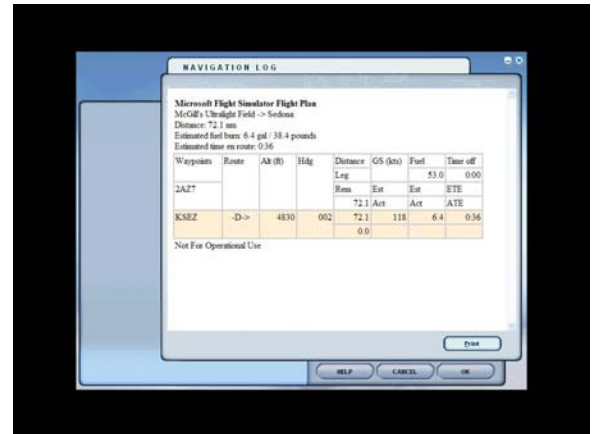 NAVIGATION LOG
Microsoft Flight Simulator Flight Plan
McGill's Ultralight Field -> Sedona
Distance: 72.1 nm
Estimated fuel burn: 6.4 gal / 38.4 pounds
Estimated time en route: 0:36
Waypoints Route Alt (ft) Hdg Distance GS (kts) Fuel Time off
Leg 53.0 0:00
2AZ7 Rem Est Est ETE
72.1 Act Act ATE
KSEZ -D-> 4830 002 72.1 118 6.4 0:36
0.0
Not For Operational Use
Print
HELP CANCEL OK